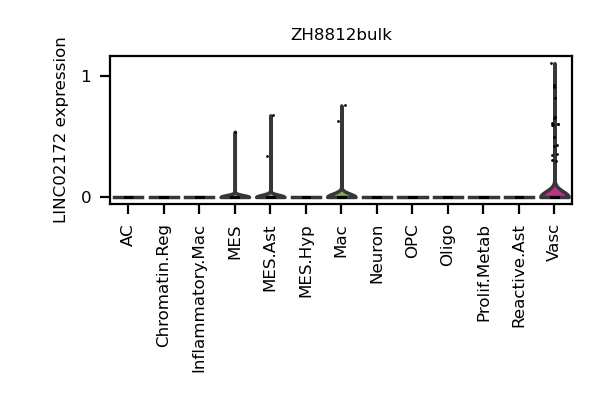 ZH8812bulk
LINC02172 expression
1
0
AC
Chromatin.Reg
Inflammatory.Mac
MES
MES.Ast
MES.Hyp
Mac
Neuron
OPC
Oligo
Prolif.Metab
Reactive.Ast
Vasc